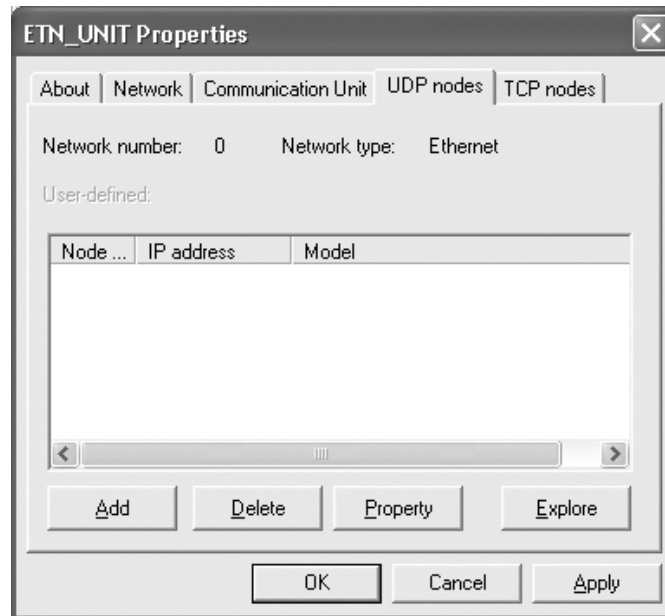 ETN_UNIT Properties
About Network Communication Unit UDP nodes TCP nodes
Network number: 0 Network type: Ethernet
User-defined:
Node ... IP address Model
Add Delete Property Explore
OK Cancel Apply